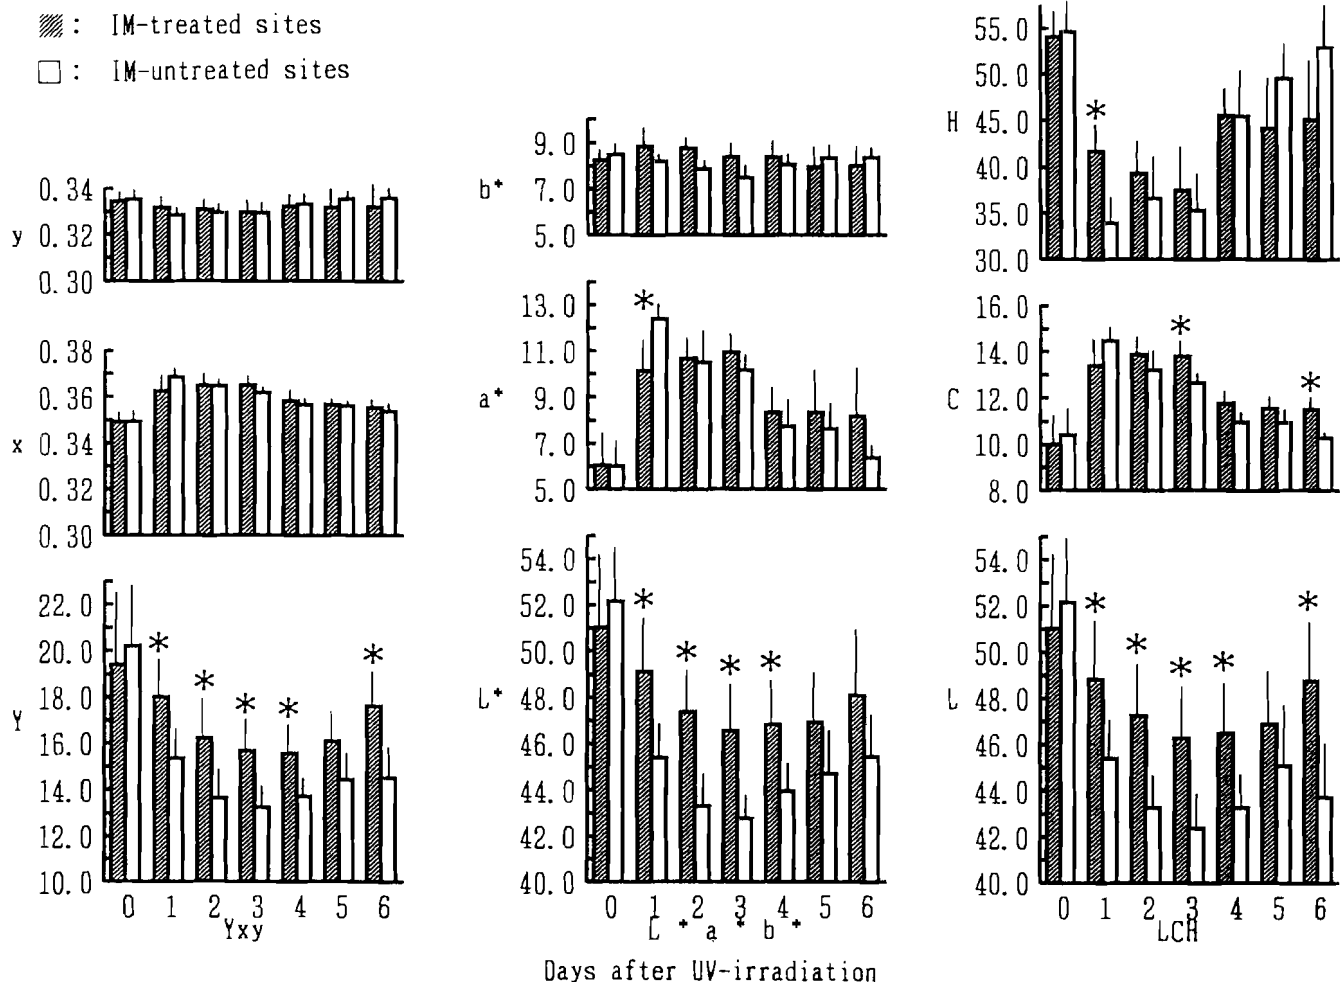 : IM-treated sites
: IM-untreated sites
y
0.34
0.32
0.30
x
0.38
0.36
0.34
0.32
0.30
Y
22.0
20.0
18.0
16.0
14.0
12.0
10.0
* * * * *
0 1 2 3 4 5 6
Yxy
b*
9.0
7.0
5.0
a*
13.0
11.0
9.0
7.0
5.0
*
L*
54.0
52.0
50.0
48.0
46.0
44.0
42.0
40.0
* * * *
0 1 2 3 4 5 6
L* a* b*
H
55.0
50.0
45.0
40.0
35.0
30.0
*
C
16.0
14.0
12.0
10.0
8.0
* *
L
54.0
52.0
50.0
48.0
46.0
44.0
42.0
40.0
* * * * *
0 1 2 3 4 5 6
LCH
Days after UV-irradiation